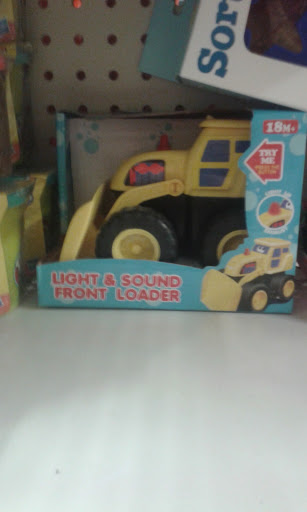 Sor
18M+
TRY
ME
LIGHT & SOUND
FRONT LOADER